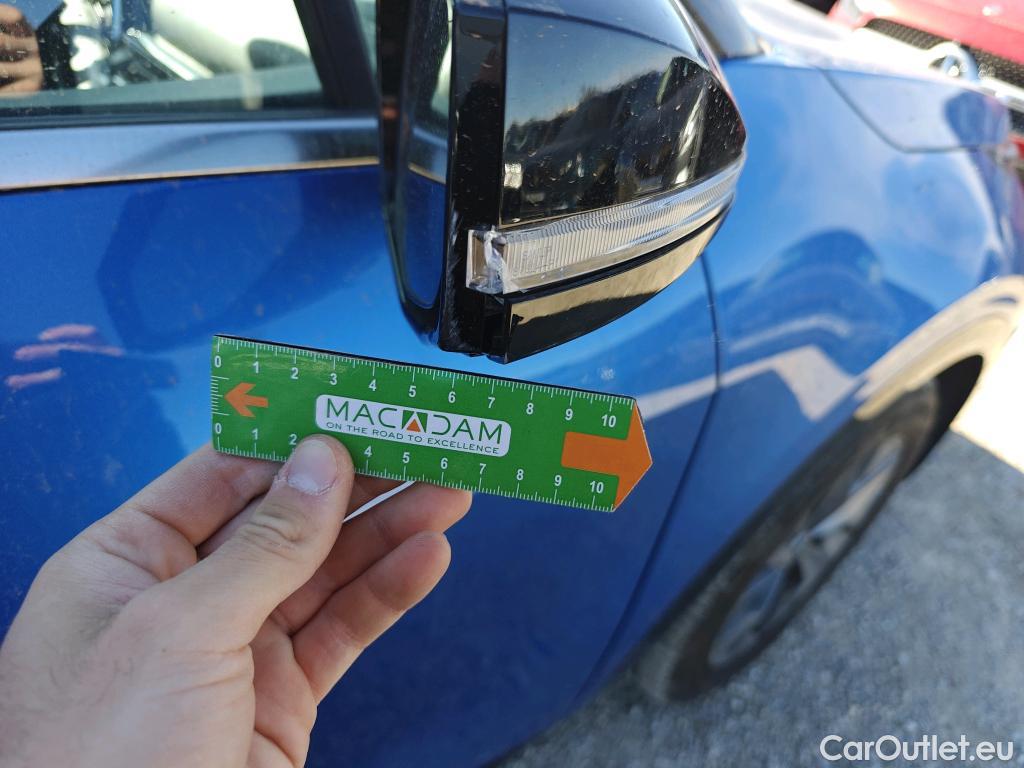 0 1 2 3 4 5 6 7 8 9 10
MACADAM
ON THE ROAD TO EXCELLENCE
0 1 2 4 5 6 7 8 9 10
CarOutlet.eu